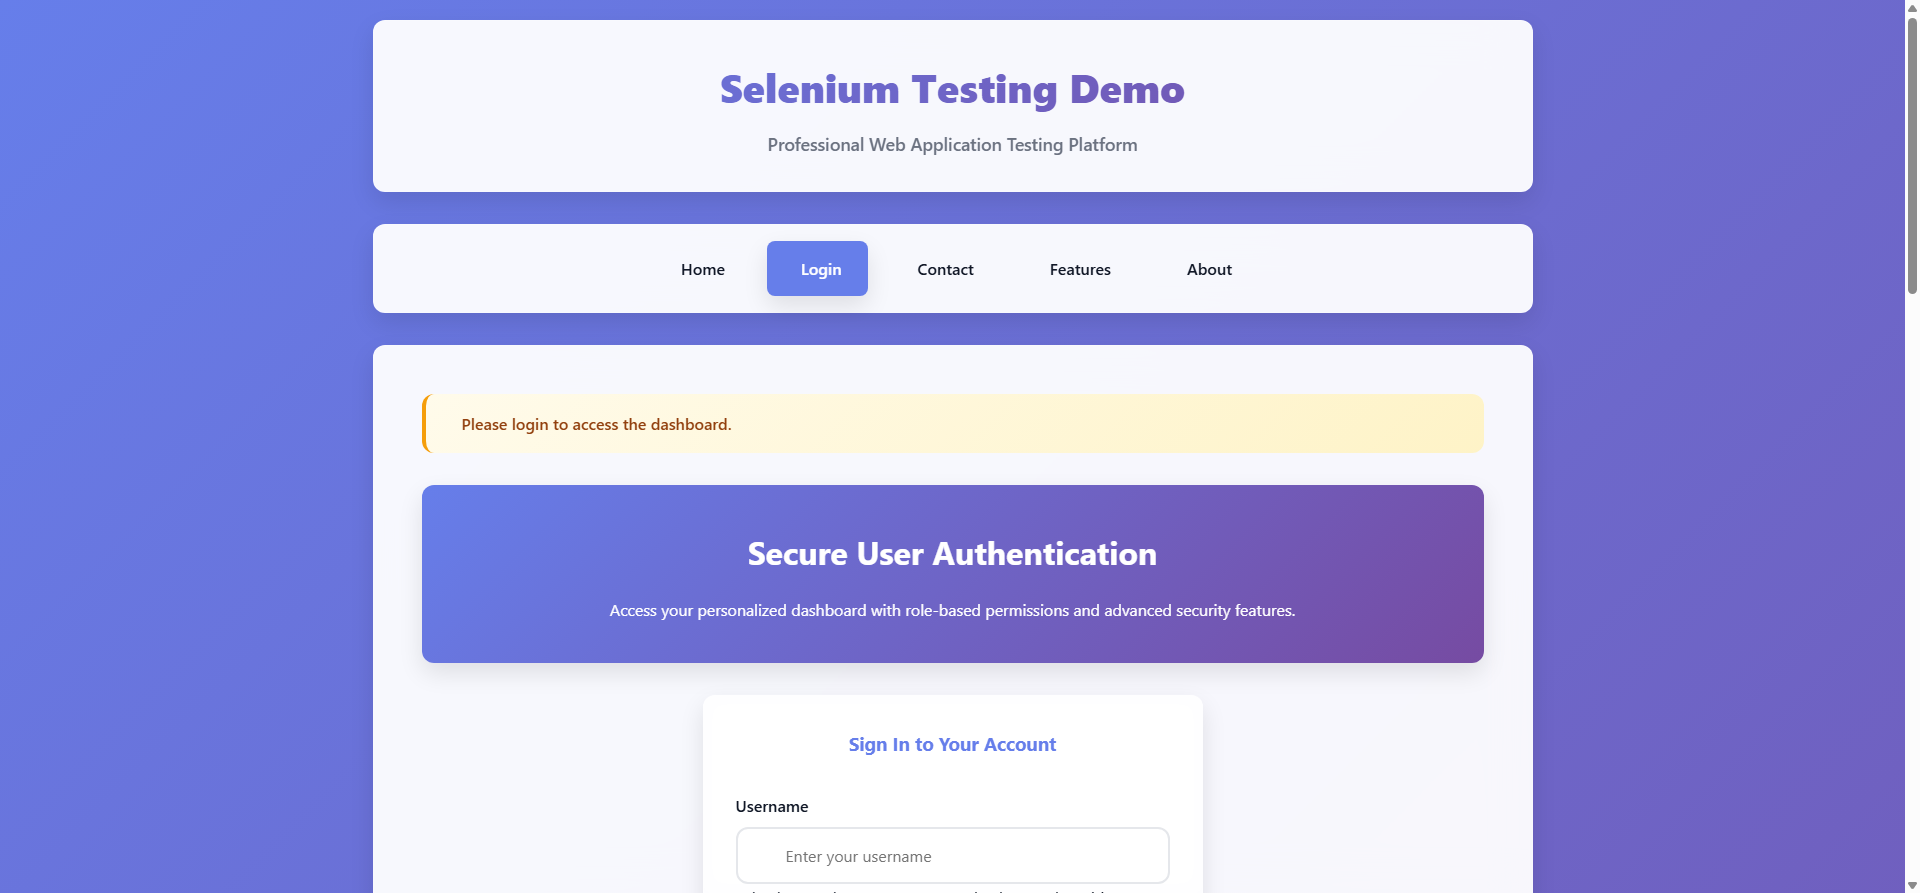 Selenium Testing Demo
Professional Web Application Testing Platform
Home Login Contact Features About
Please login to access the dashboard.
Secure User Authentication
Access your personalized dashboard with role-based permissions and advanced security features.
Sign In to Your Account
Username
Enter your username